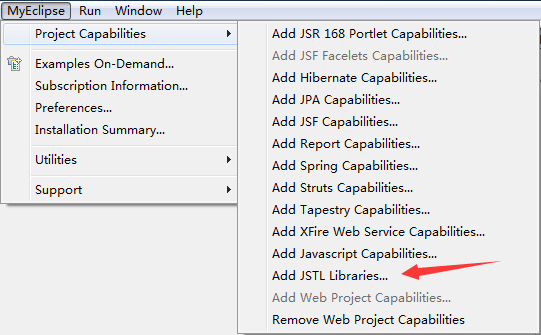 MyEclipse Run Window Help
Project Capabilities
Examples On-Demand...
Subscription Information...
Preferences...
Installation Summary...
Utilities
Support
Add JSR 168 Portlet Capabilities...
Add JSF Facelets Capabilities...
Add Hibernate Capabilities...
Add JPA Capabilities...
Add JSF Capabilities...
Add Report Capabilities...
Add Spring Capabilities...
Add Struts Capabilities...
Add Tapestry Capabilities...
Add XFire Web Service Capabilities...
Add Javascript Capabilities...
Add JSTL Libraries...
Add Web Project Capabilities...
Remove Web Project Capabilities